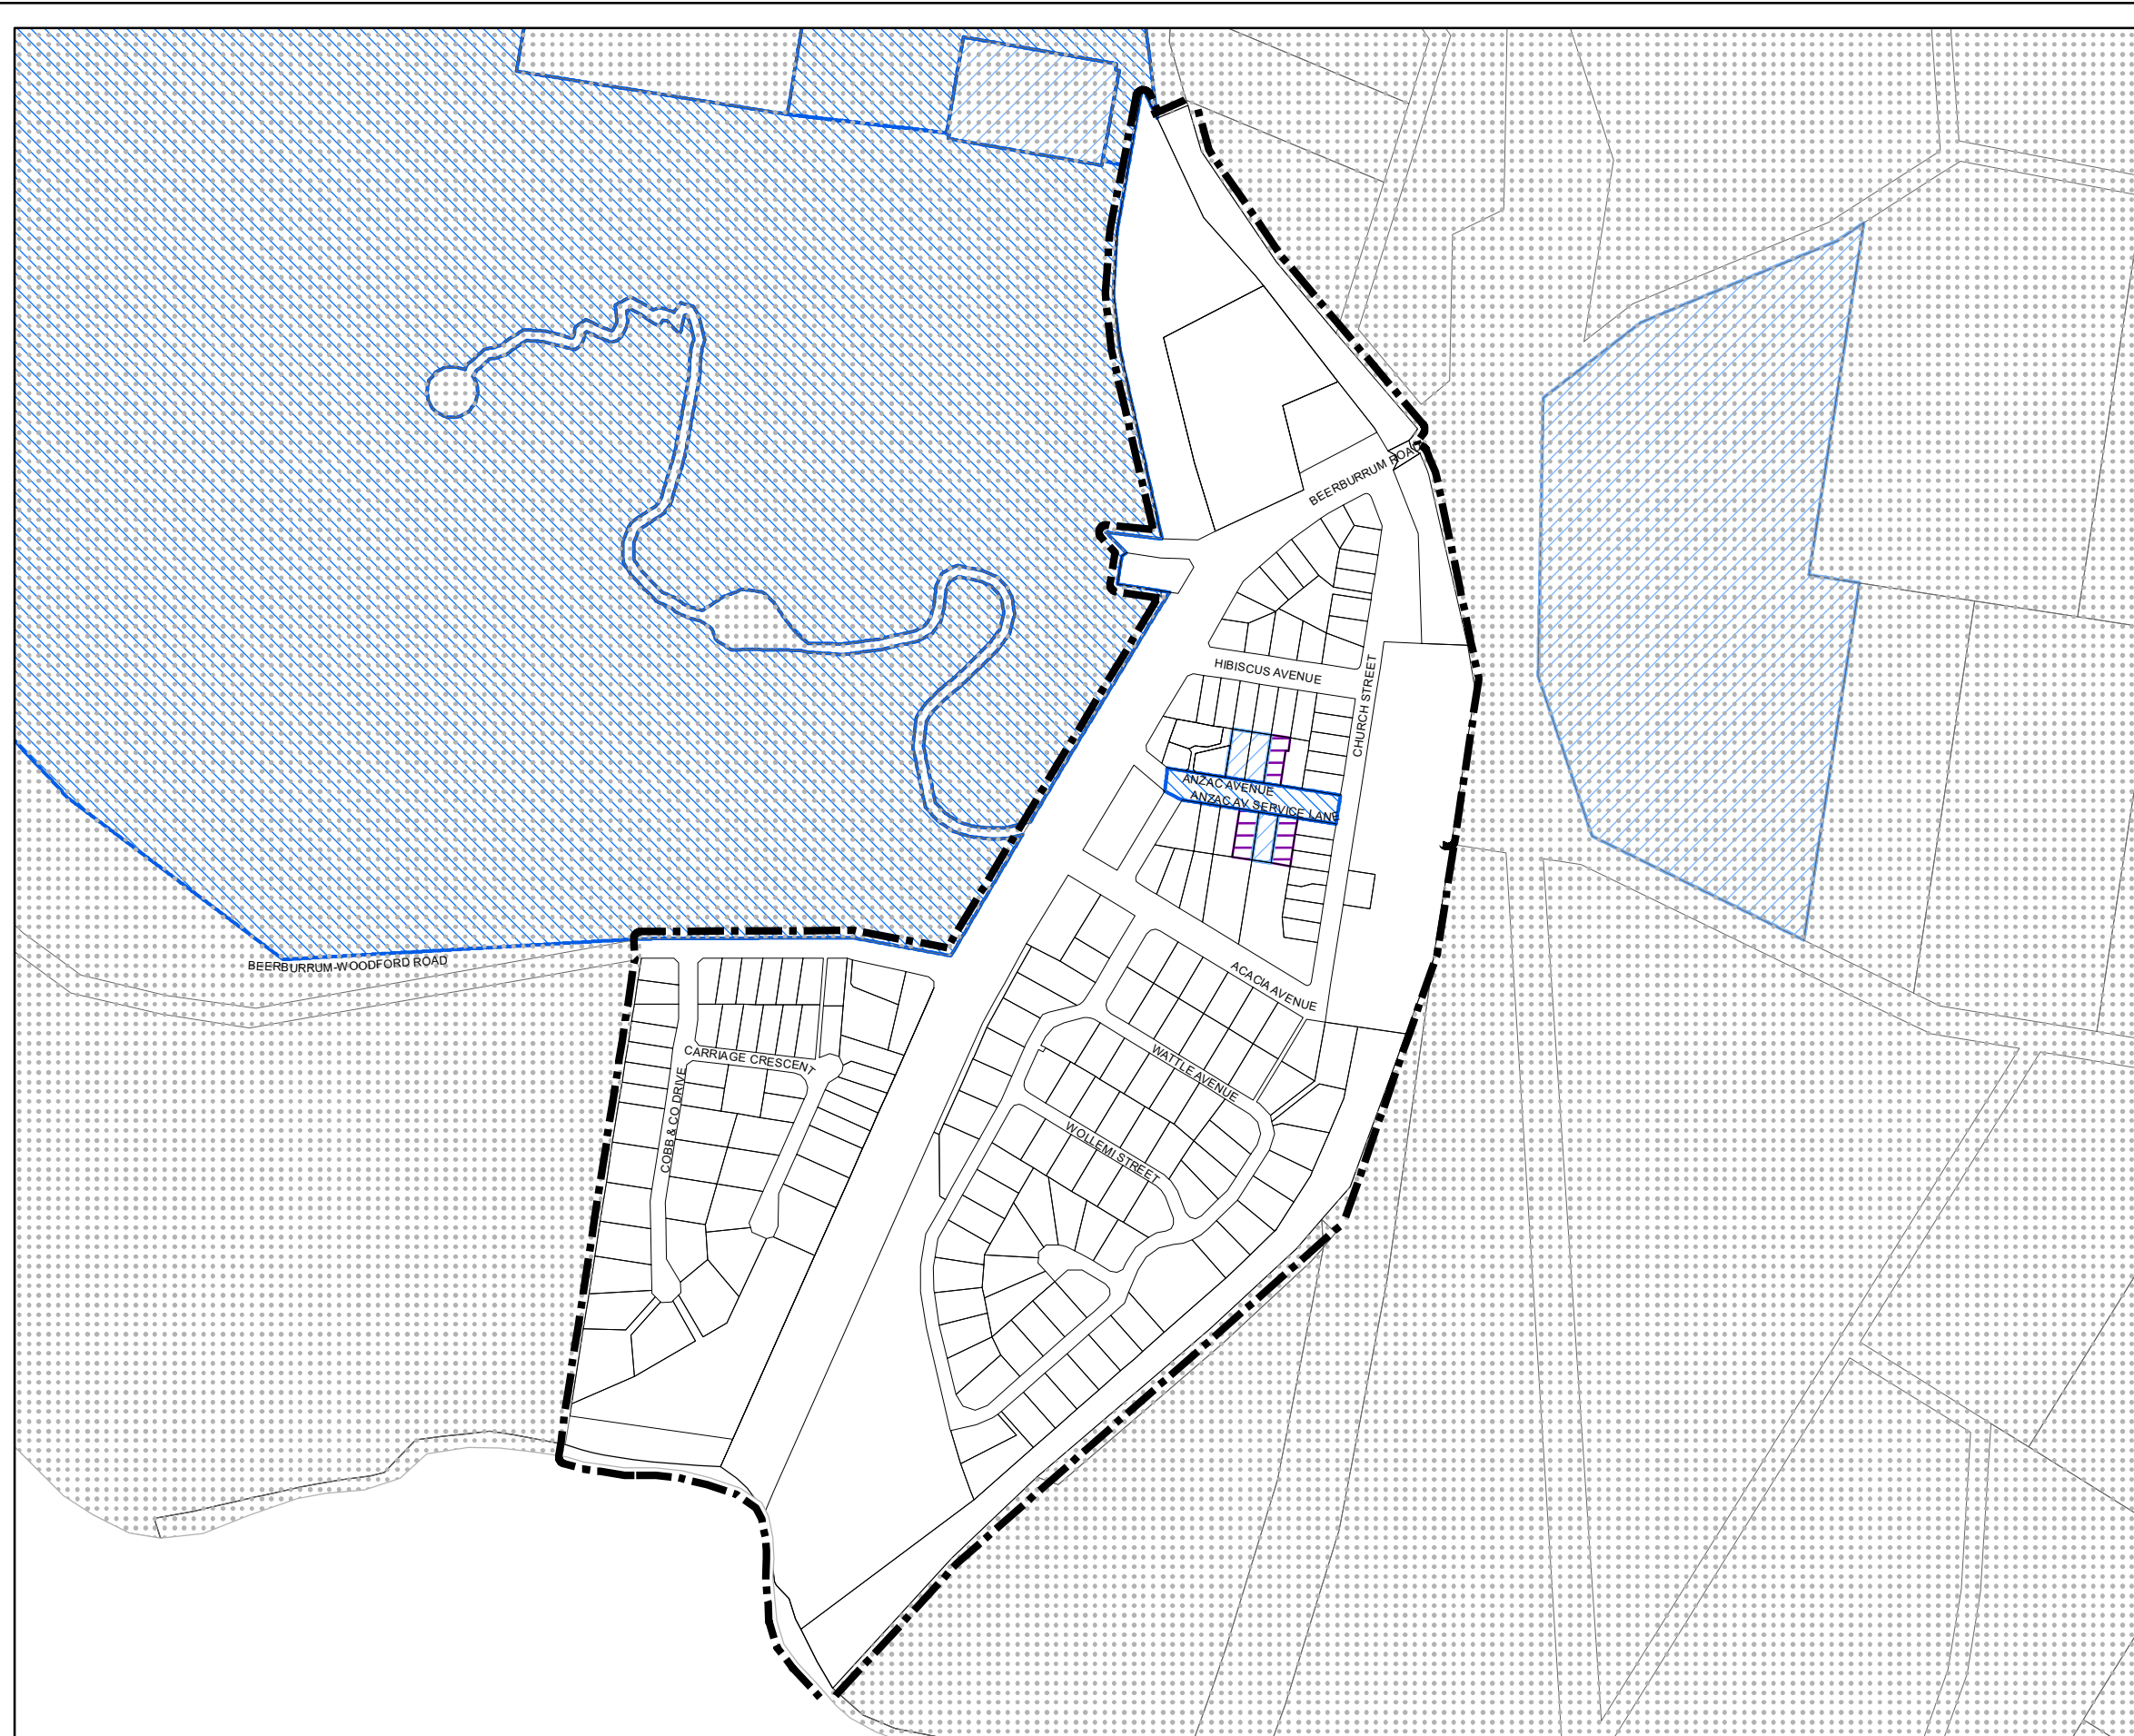 BEERBURRUM ROAD
HIBISCUS AVENUE
CHURCH STREET
ANZAC AVENUE
ANZAC AV SERVICE LANE
BEERBURRUM-WOODFORD ROAD
ACACIA AVENUE
CARRIAGE CRESCENT
WATTLE AVENUE
COBB & CO DRIVE
WOLLEMI STREET